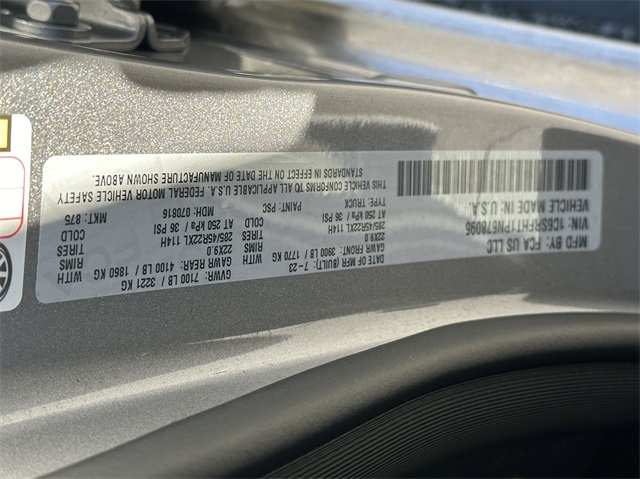 MFD. BY: FCA US LLC
DATE OF MFR (BUILT): 7-23
GVWR: 7100 LB / 3221 KG
GAWR FRONT: 3900 LB / 1770 KG WITH
22X9.0 RIMS
285/45R22XL 114H TIRES
AT 250 kPA / 36 PSI COLD
GAWR REAR: 4100 LB / 1860 KG WITH
22X9.0 RIMS
285/45R22XL 114H TIRES
AT 250 kPA / 36 PSI COLD
VIN: 1C6SRFHT1PN678095
TYPE: TRUCK
PAINT: PSC
MDH: 070816
MKT: 875
VEHICLE MADE IN: U.S.A.
THIS VEHICLE CONFORMS TO ALL APPLICABLE U.S.A. FEDERAL MOTOR VEHICLE SAFETY
STANDARDS IN EFFECT ON THE DATE OF MANUFACTURE SHOWN ABOVE.